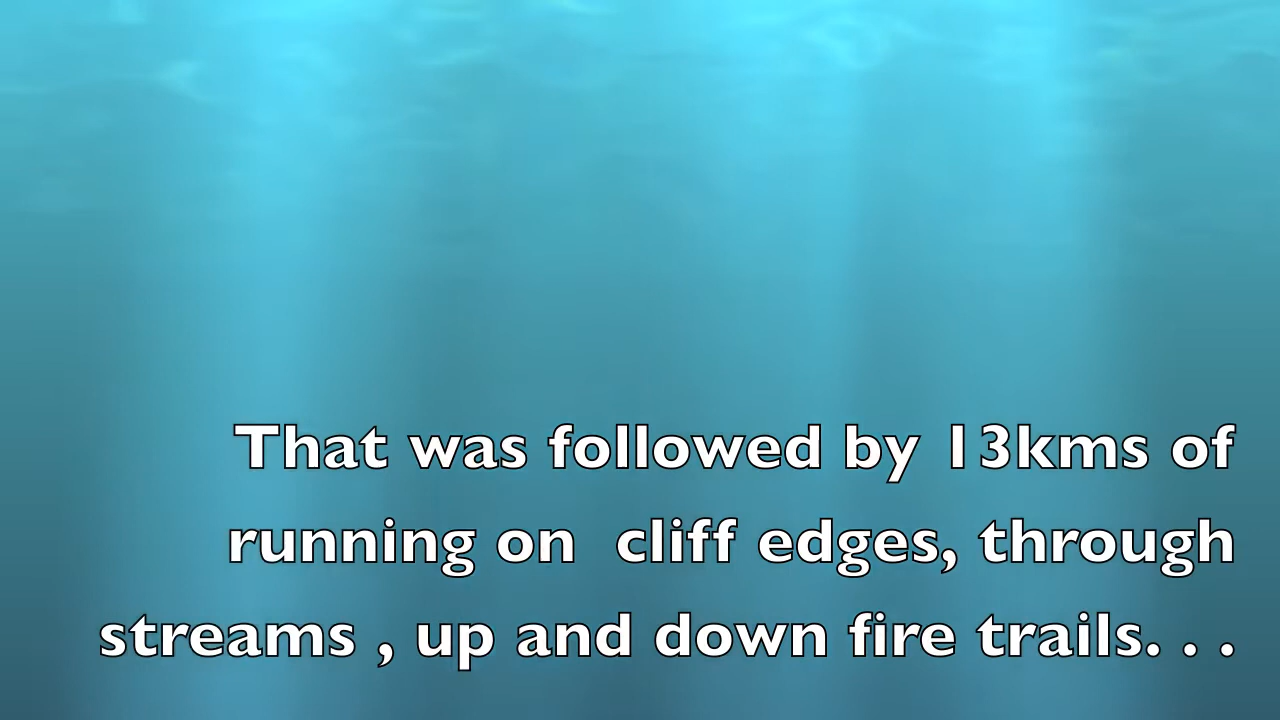 That was followed by 13kms of
running on  cliff edges, through
streams , up and down fire trails. . .